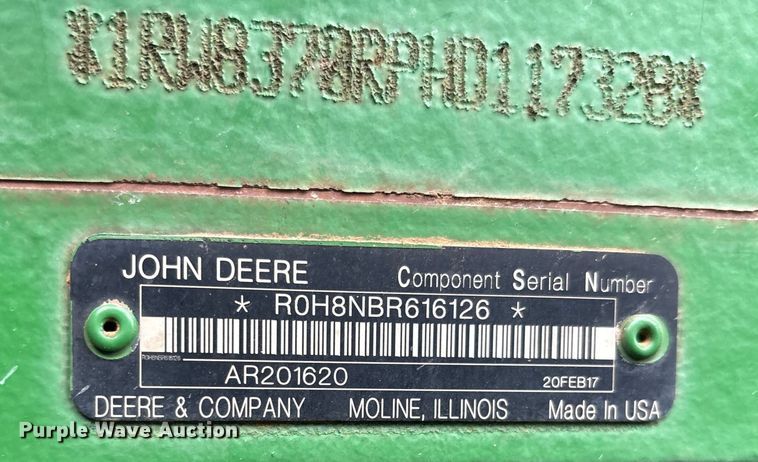 *1RW8370RPHD117328*
JOHN DEERE Component Serial Number
* R0H8NBR616126 *
R0H8NBR616126
AR201620 20FEB17
DEERE & COMPANY MOLINE, ILLINOIS Made In USA
Purple Wave Auction